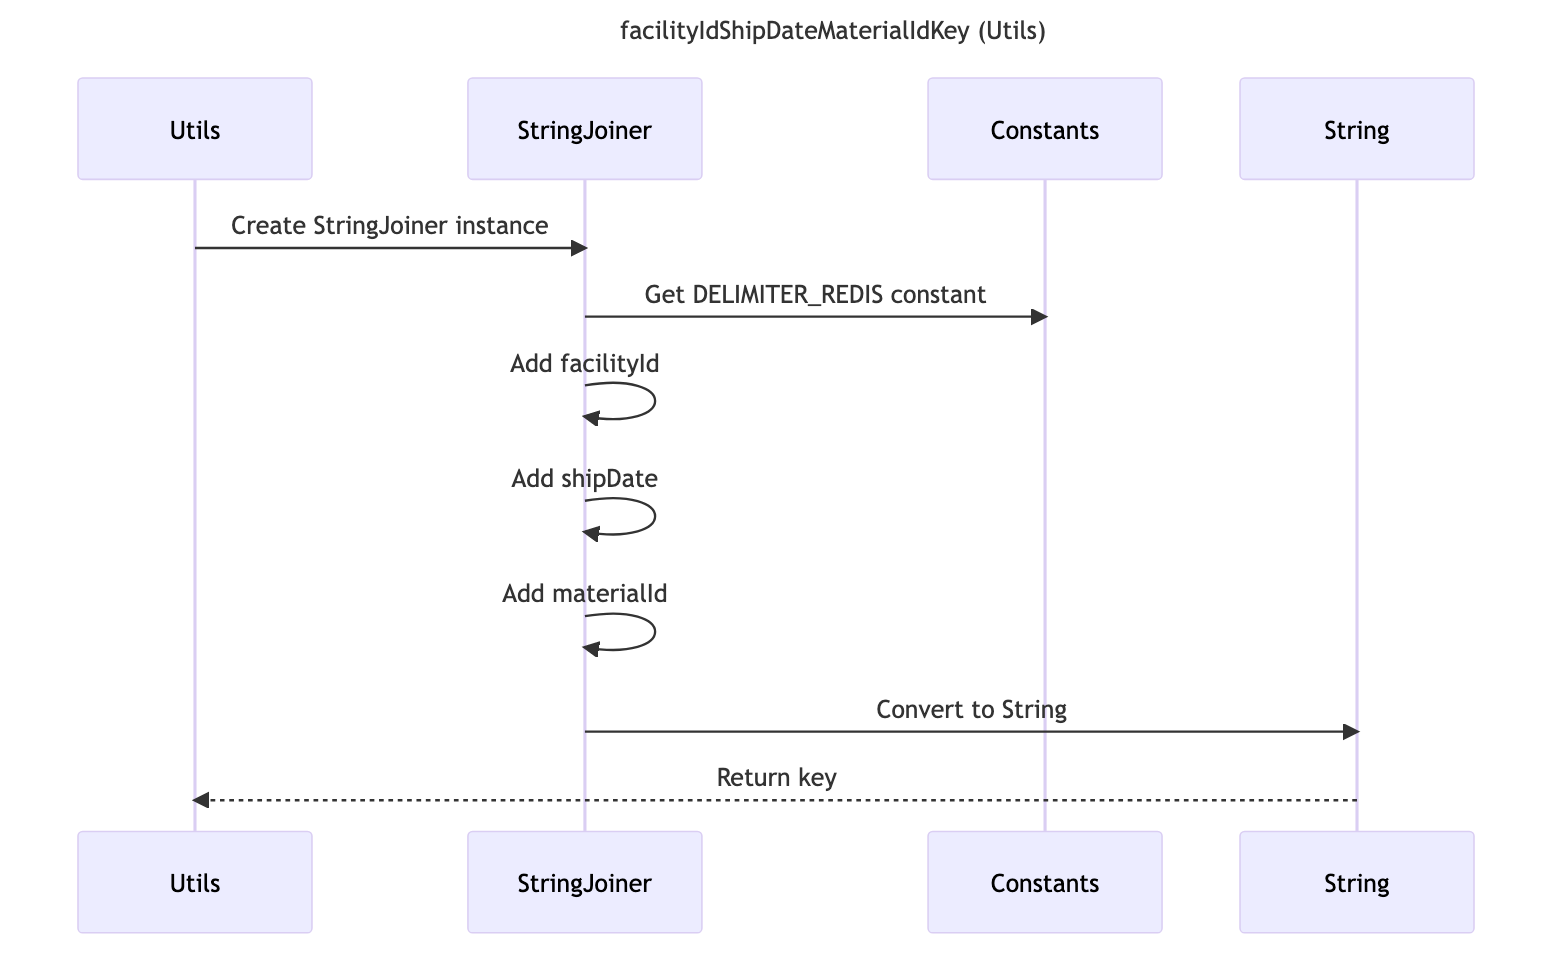 facilityIdShipDateMaterialIdKey (Utils)
Utils
StringJoiner
Constants
String
Create StringJoiner instance
Get DELIMITER_REDIS constant
Add facilityId
Add shipDate
Add materialId
Convert to String
Return key
Utils
StringJoiner
Constants
String